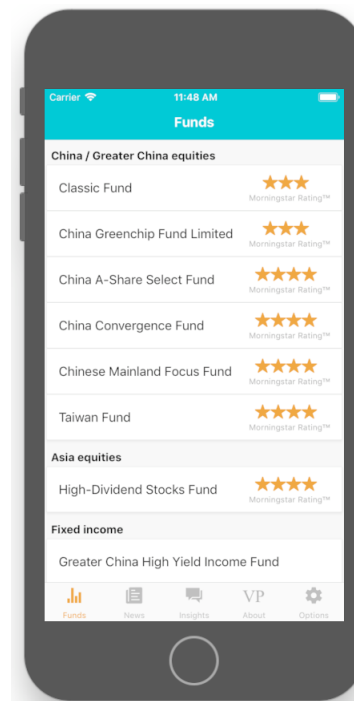 Carrier 11:48 AM
Funds
China / Greater China equities
Classic Fund
Morningstar Rating™
China Greenchip Fund Limited
Morningstar Rating™
China A-Share Select Fund
Morningstar Rating™
China Convergence Fund
Morningstar Rating™
Chinese Mainland Focus Fund
Morningstar Rating™
Taiwan Fund
Morningstar Rating™
Asia equities
High-Dividend Stocks Fund
Morningstar Rating™
Fixed income
Greater China High Yield Income Fund
VP
Funds News Insights About Options